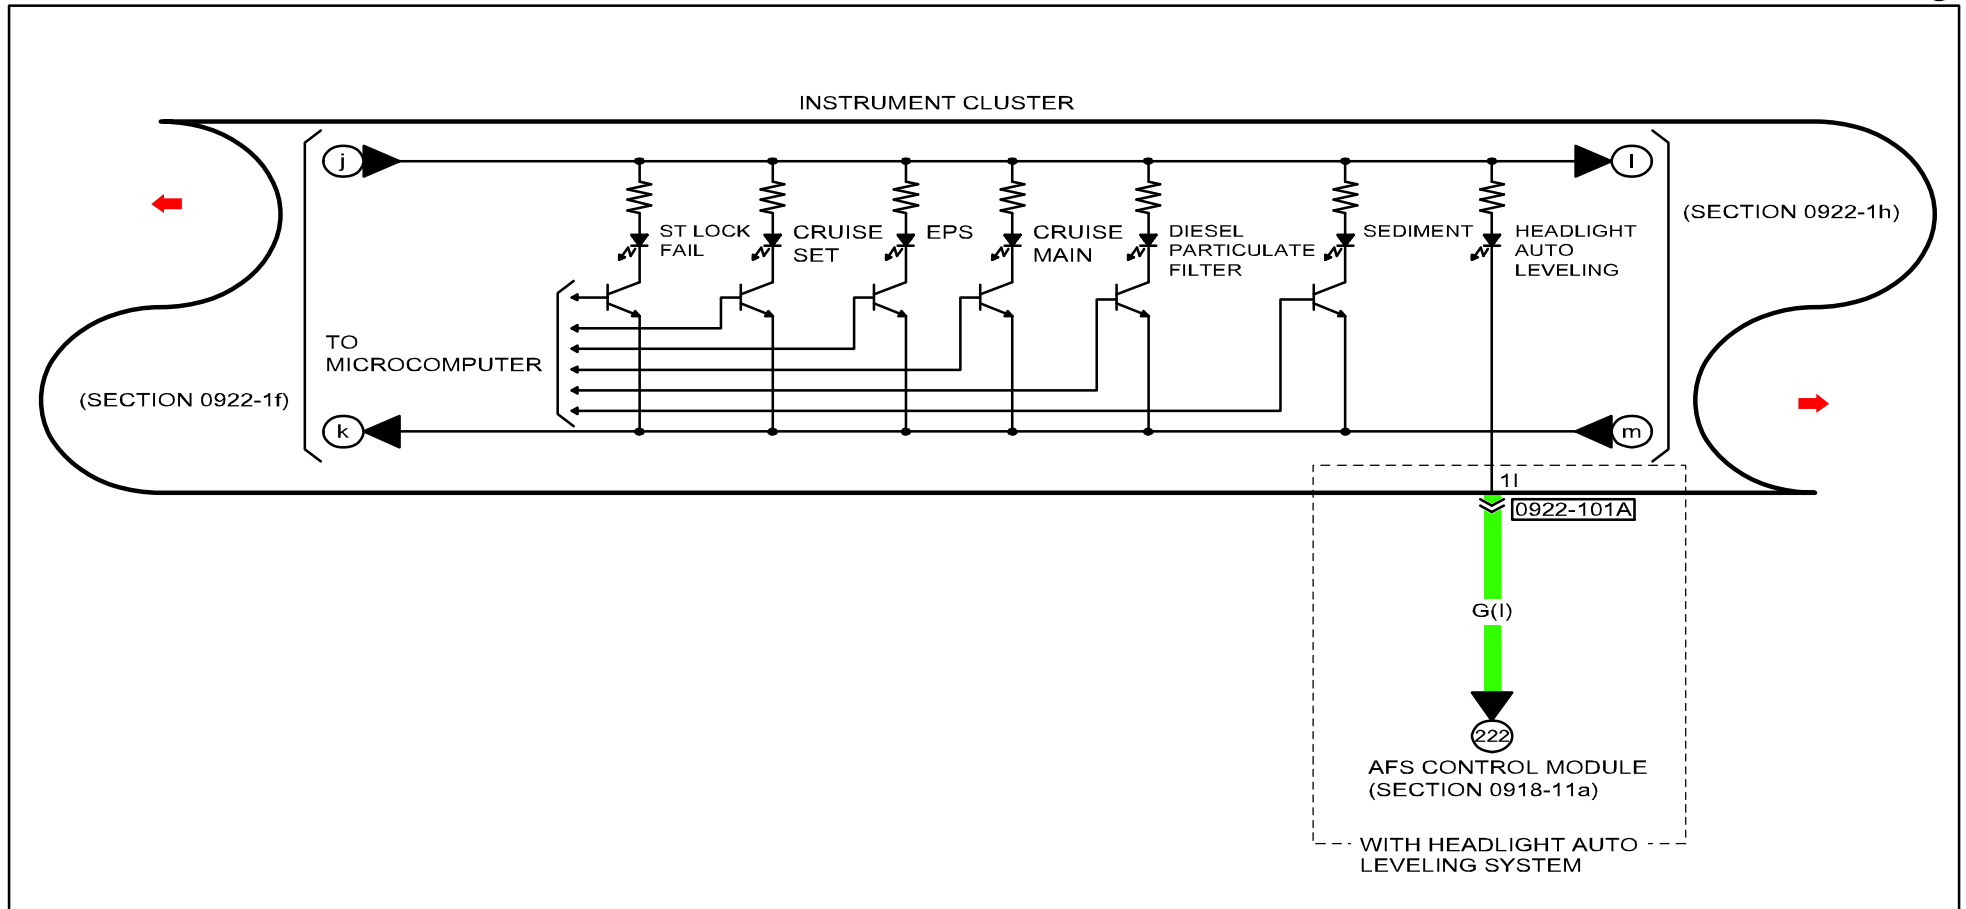 INSTRUMENT CLUSTER
j
l
ST LOCK
FAIL
CRUISE
SET
EPS
CRUISE
MAIN
DIESEL
PARTICULATE
FILTER
SEDIMENT
HEADLIGHT
AUTO
LEVELING
(SECTION 0922-1h)
TO
MICROCOMPUTER
(SECTION 0922-1f)
k
m
1I
0922-101A
G(I)
222
AFS CONTROL MODULE
(SECTION 0918-11a)
WITH HEADLIGHT AUTO
LEVELING SYSTEM